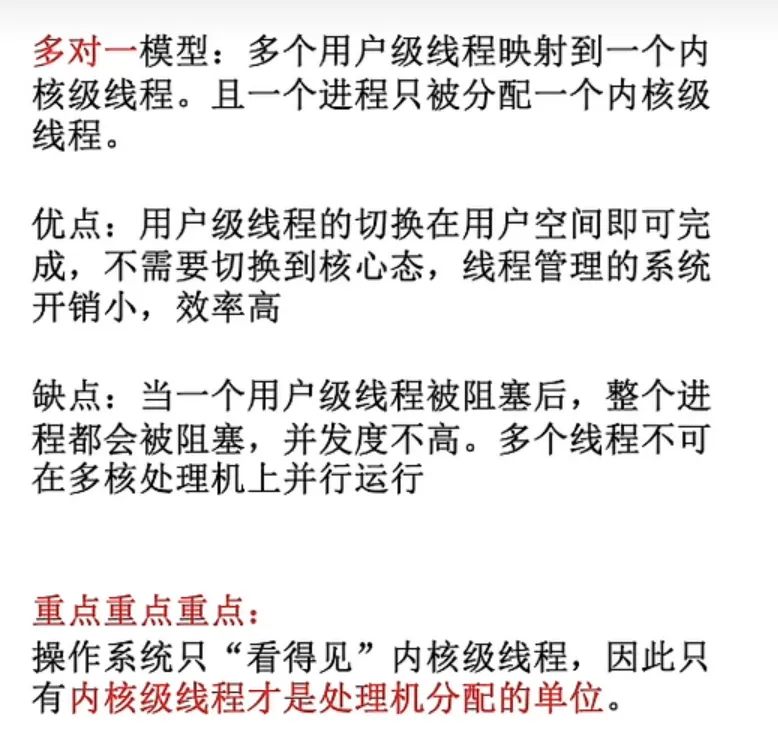 多对一模型：多个用户级线程映射到一个内
核级线程。且一个进程只被分配一个内核级
线程。
优点：用户级线程的切换在用户空间即可完
成，不需要切换到核心态，线程管理的系统
开销小，效率高
缺点：当一个用户级线程被阻塞后，整个进
程都会被阻塞，并发度不高。多个线程不可
在多核处理机上并行运行
重点重点重点：
操作系统只“看得见”内核级线程，因此只
有内核级线程才是处理机分配的单位。